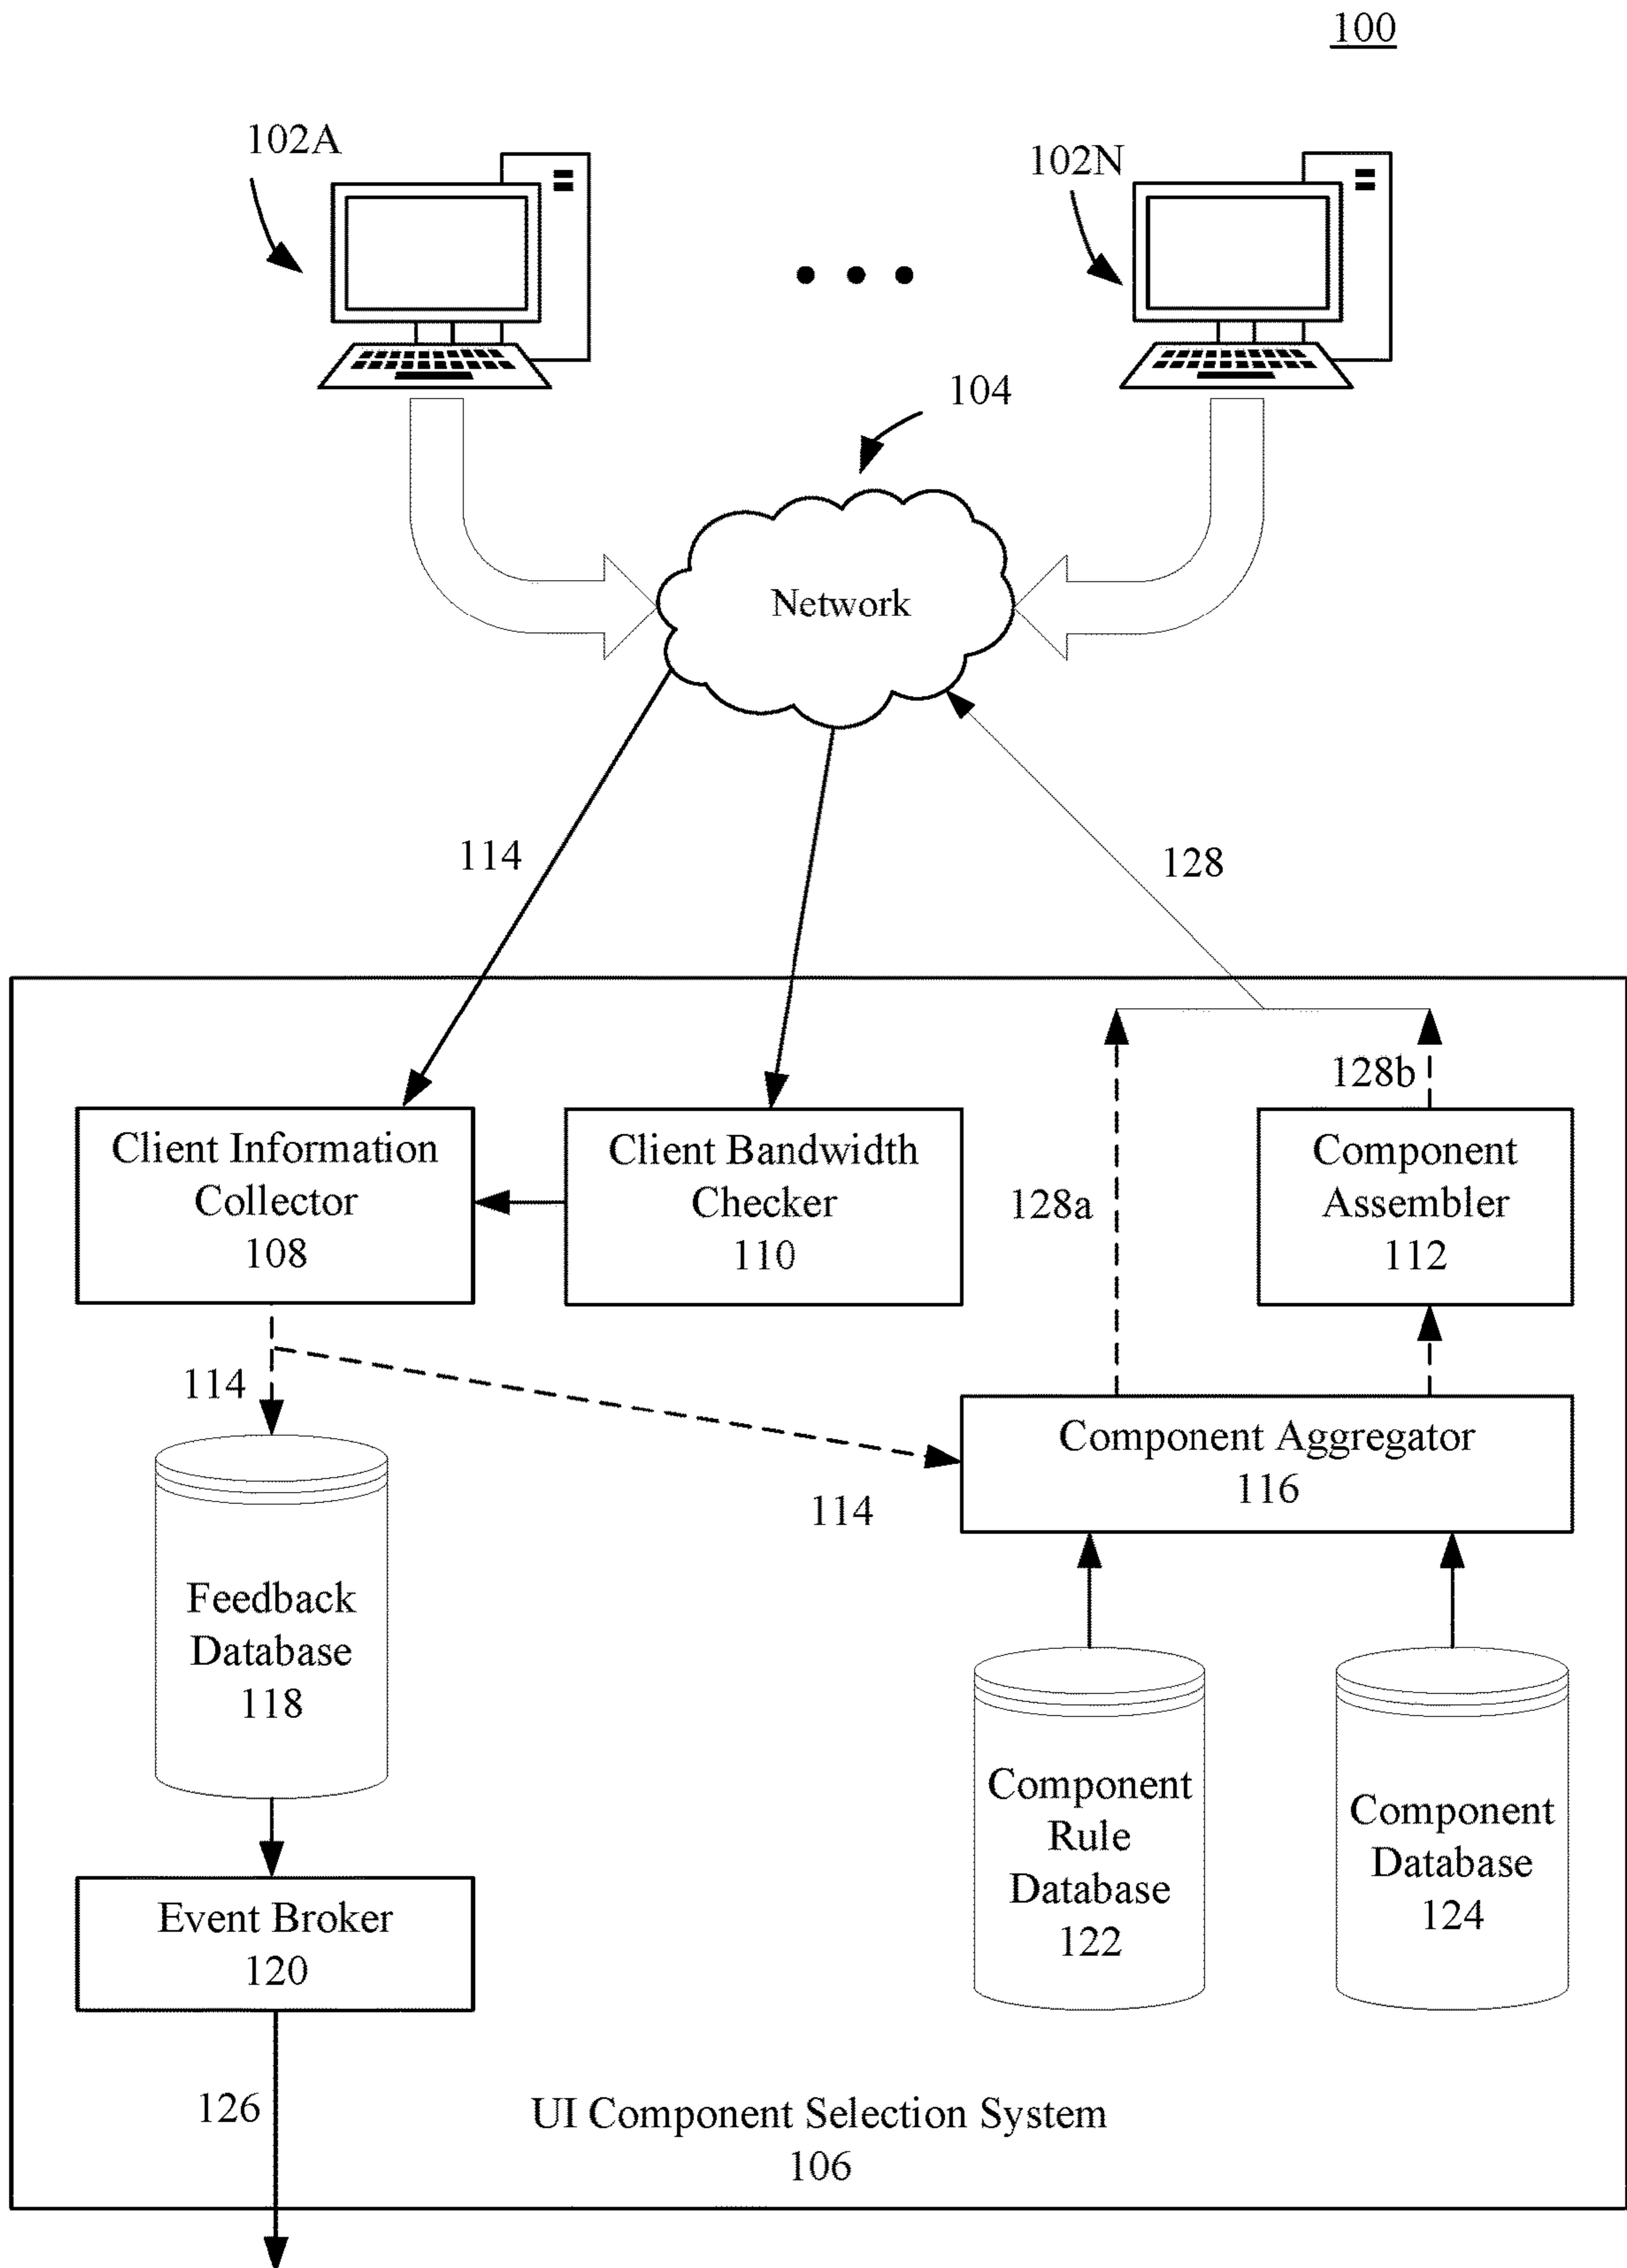 100
102A
102N
104
Network
114
128
128b
Client Information
Collector
108
Client Bandwidth
Checker
110
128a
Component
Assembler
112
114
Component Aggregator
116
114
Feedback
Database
118
Component
Rule
Database
122
Component
Database
124
Event Broker
120
126
UI Component Selection System
106